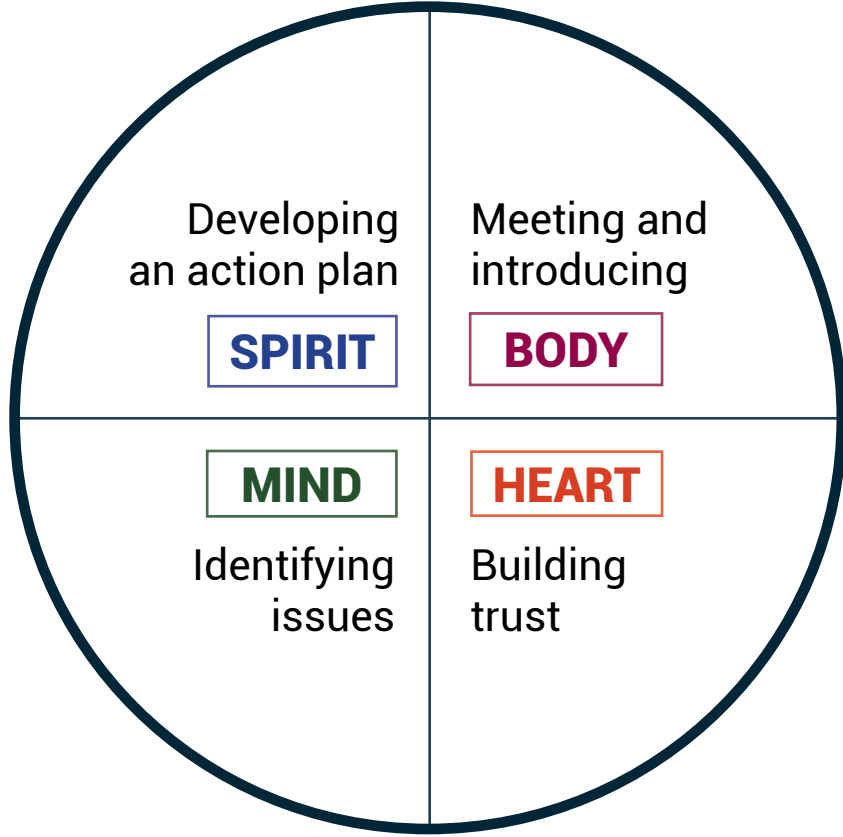 Developing
an action plan
SPIRIT
Meeting and
introducing
BODY
MIND
Identifying
issues
HEART
Building
trust